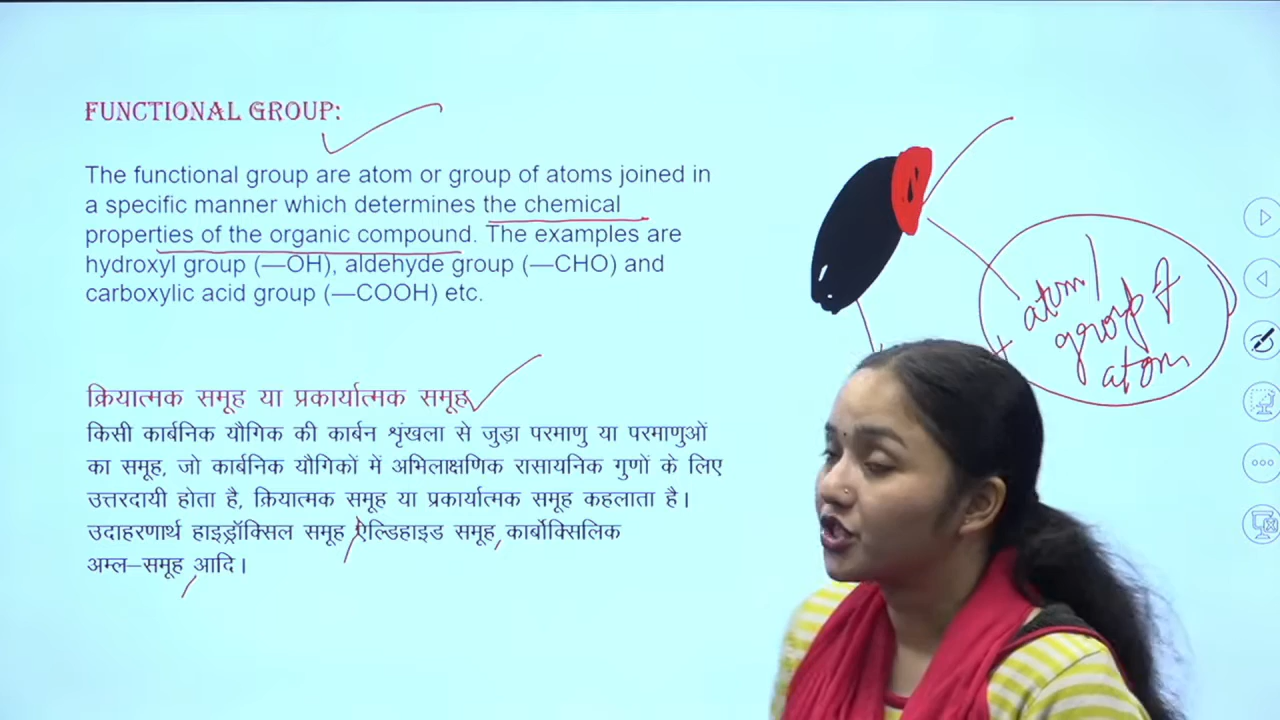 FUNCTIONAL GROUP:
The functional group are atom or group of atoms joined in
a specific manner which determines the chemical
properties of the organic compound. The examples are
hydroxyl group (—OH), aldehyde group (—CHO) and
carboxylic acid group (—COOH) etc.
atom/
group of
atom
क्रियात्मक समूह या प्रकार्यात्मक समूह
किसी कार्बनिक यौगिक की कार्बन शृंखला से जुड़ा परमाणु या परमाणुओं
का समूह, जो कार्बनिक यौगिकों में अभिलाक्षणिक रासायनिक गुणों के लिए
उत्तरदायी होता है, क्रियात्मक समूह या प्रकार्यात्मक समूह कहलाता है।
उदाहरणार्थ हाइड्रॉक्सिल समूह ऐल्डिहाइड समूह, कार्बोक्सिलिक
अम्ल–समूह आदि।